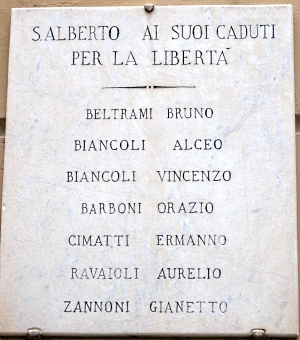 S. ALBERTO AI SUOI CADUTI
PER LA LIBERTÀ
BELTRAMI BRUNO
BIANCOLI ALCEO
BIANCOLI VINCENZO
BARBONI ORAZIO
CIMATTI ERMANNO
RAVAIOLI AURELIO
ZANNONI GIANETTO